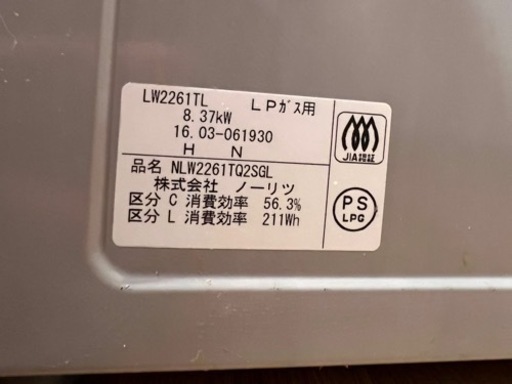 LW2261TL LPガス用
8.37kW
16.03-061930
H N
品名 NLW2261TQ2SGL
株式会社 ノーリツ
区分 C 消費効率 56.3%
区分 L 消費効率 211Wh
JIA認証
PS
LPG